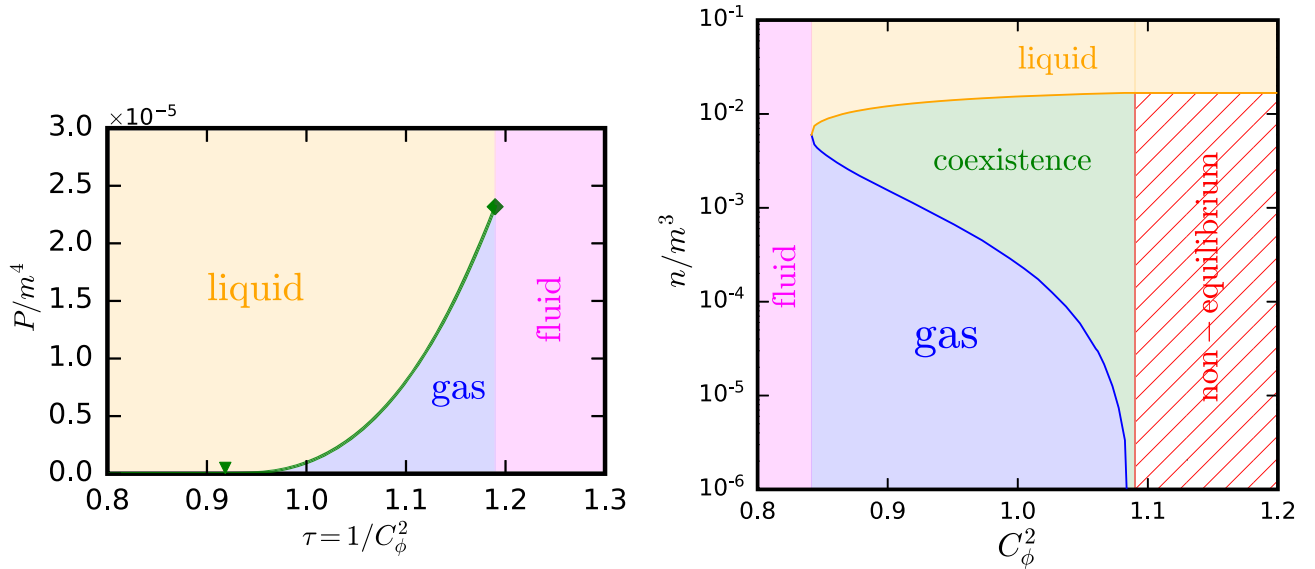 ×10⁻⁵
3.0
2.5
2.0
1.5
1.0
0.5
0.0
P/m⁴
liquid
gas
fluid
0.8 0.9 1.0 1.1 1.2 1.3
τ = 1/C²_ϕ
10⁻¹
10⁻²
10⁻³
10⁻⁴
10⁻⁵
10⁻⁶
n/m³
liquid
coexistence
fluid
gas
non − equilibrium
0.8 0.9 1.0 1.1 1.2
C²_ϕ